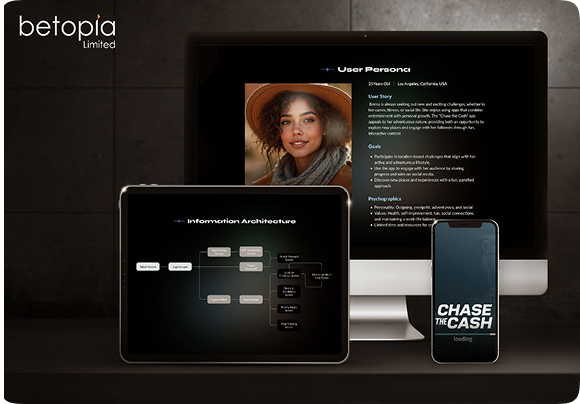 betopia
Limited
User Persona
25 Years Old | Los Angeles, California, USA
User Story
Emma is always seeking out new and exciting challenges, whether in
her career, fitness, or social life. She enjoys using apps that combine
entertainment with personal growth. The "Chase the Cash" app
appeals to her adventurous nature, providing both an opportunity to
explore new places and engage with her followers through fun,
interactive content
Goals
• Participate in location-based challenges that align with her
active and adventurous lifestyle.
• Use the app to engage with her audience by sharing
progress and wins on social media.
• Discover new places and experiences with a fun, gamified
approach.
Psychographics
• Personality: Outgoing, energetic, adventurous, and social
• Values: Health, self-improvement, fun, social connections,
and maintaining a work-life balance
• Limited time and resources for
Information Architecture
CHASE
THE CASH
loading